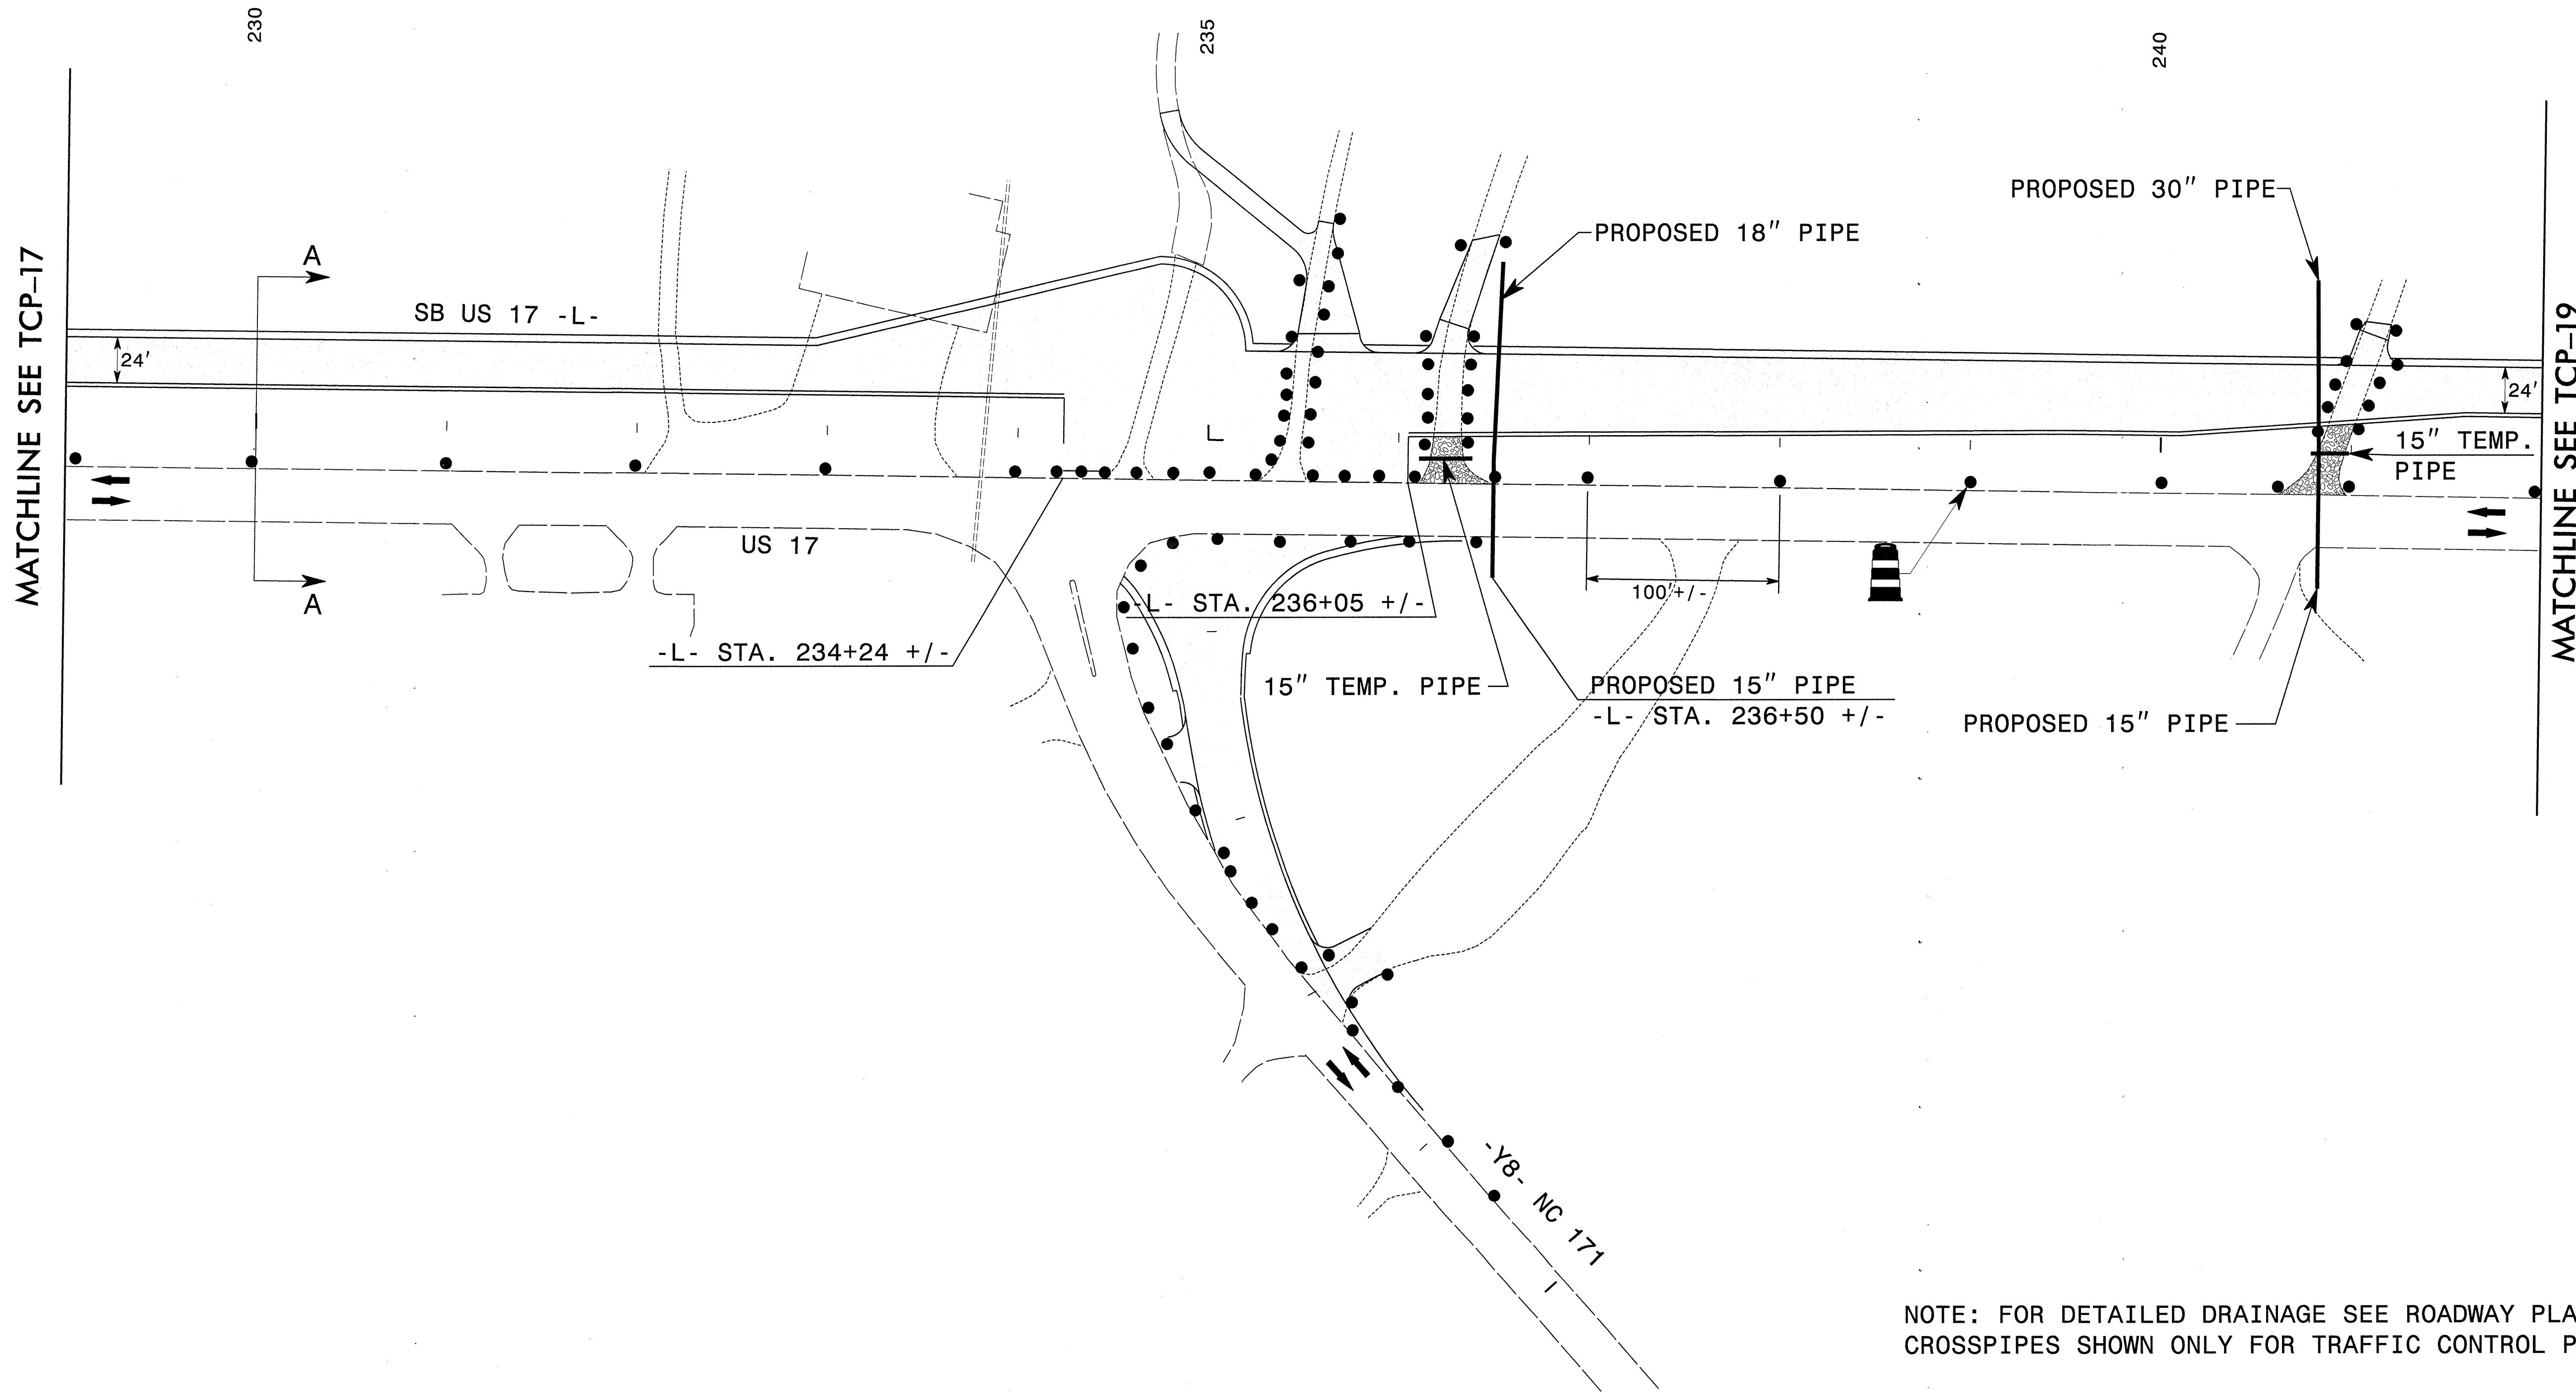 230
235
240
MATCHLINE SEE TCP-17
A
SB US 17 -L-
24'
PROPOSED 18" PIPE
PROPOSED 30" PIPE
24'
15" TEMP.
PIPE
L
US 17
A
100' +/-
-L- STA. 236+05 +/-
-L- STA. 234+24 +/-
15" TEMP. PIPE
PROPOSED 15" PIPE
-L- STA. 236+50 +/-
PROPOSED 15" PIPE
MATCHLINE SEE TCP-19
-Y8- NC 171
NOTE: FOR DETAILED DRAINAGE SEE ROADWAY PLA
CROSSPIPES SHOWN ONLY FOR TRAFFIC CONTROL P